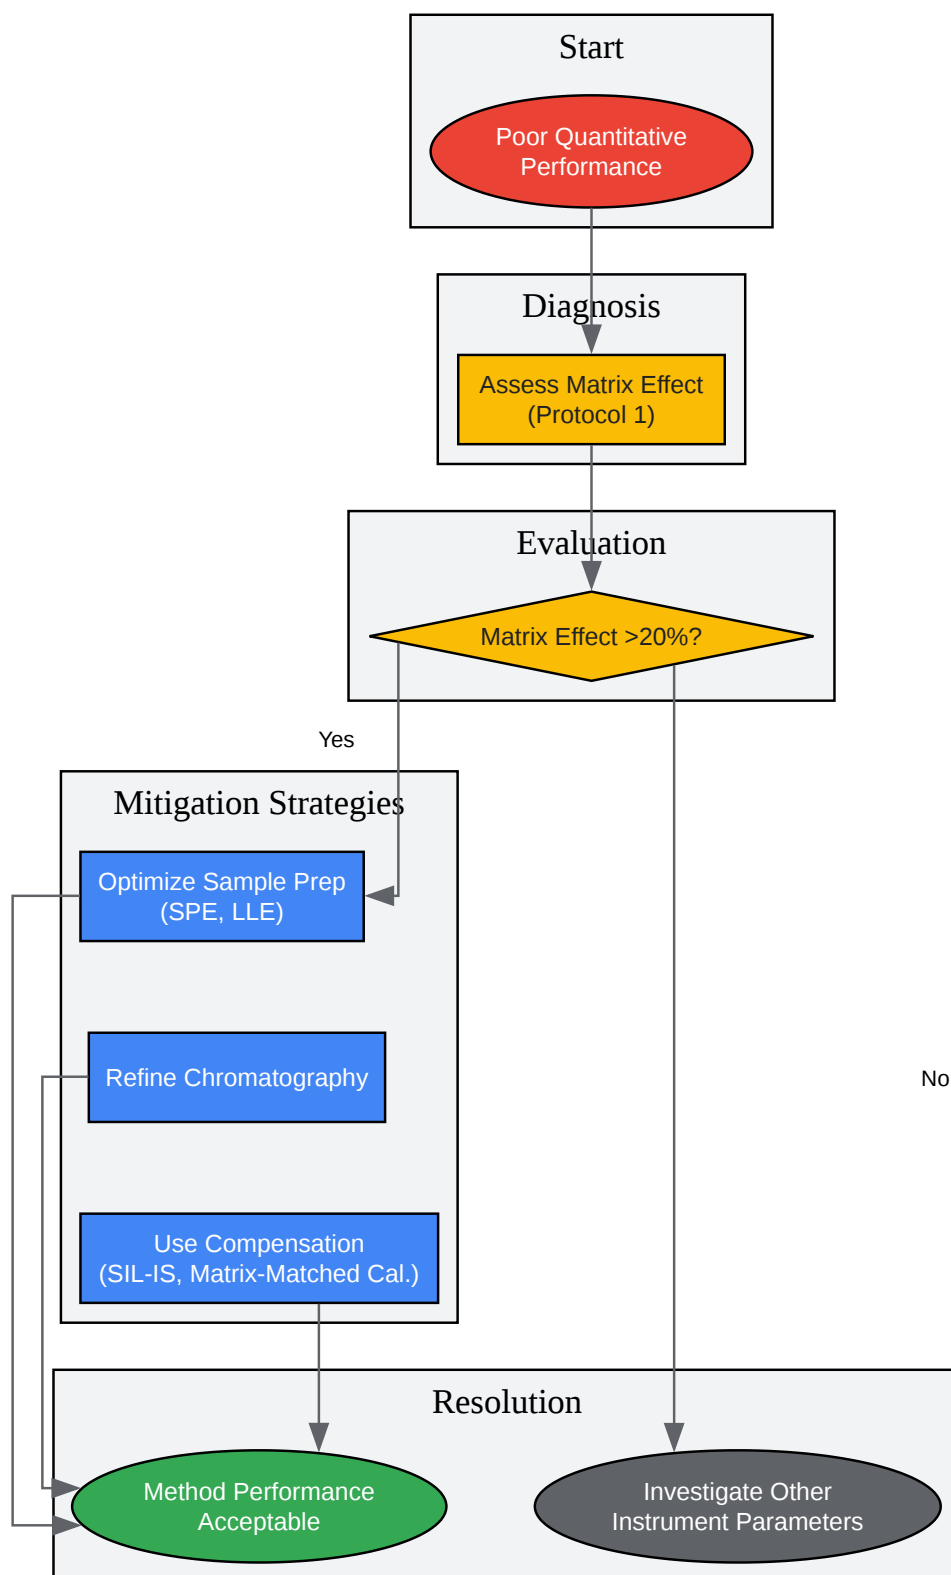 Start
Poor Quantitative
Performance
Diagnosis
Assess Matrix Effect
(Protocol 1)
Evaluation
Matrix Effect >20%?
Yes
Mitigation Strategies
Optimize Sample Prep
(SPE, LLE)
Refine Chromatography
No
Use Compensation
(SIL-IS, Matrix-Matched Cal.)
Resolution
Method Performance
Acceptable
Investigate Other
Instrument Parameters